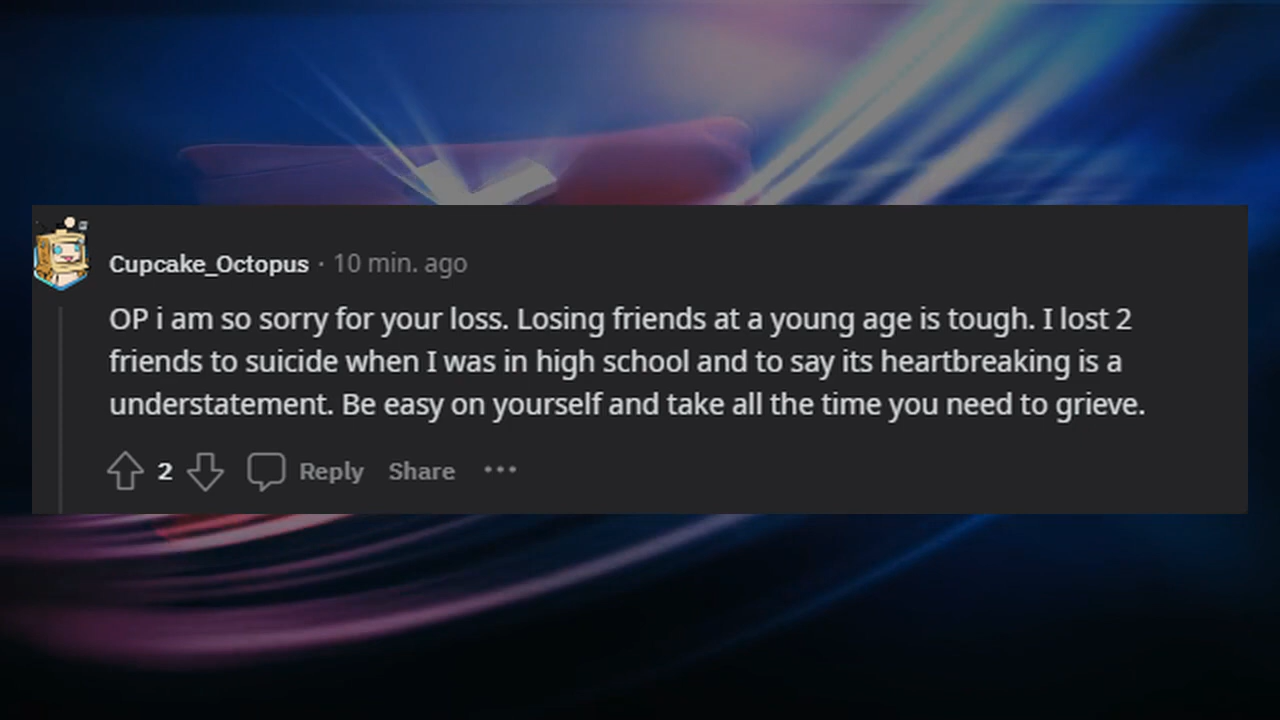 Cupcake_Octopus · 10 min. ago
OP i am so sorry for your loss. Losing friends at a young age is tough. I lost 2
friends to suicide when I was in high school and to say its heartbreaking is a
understatement. Be easy on yourself and take all the time you need to grieve.
2 Reply Share ···